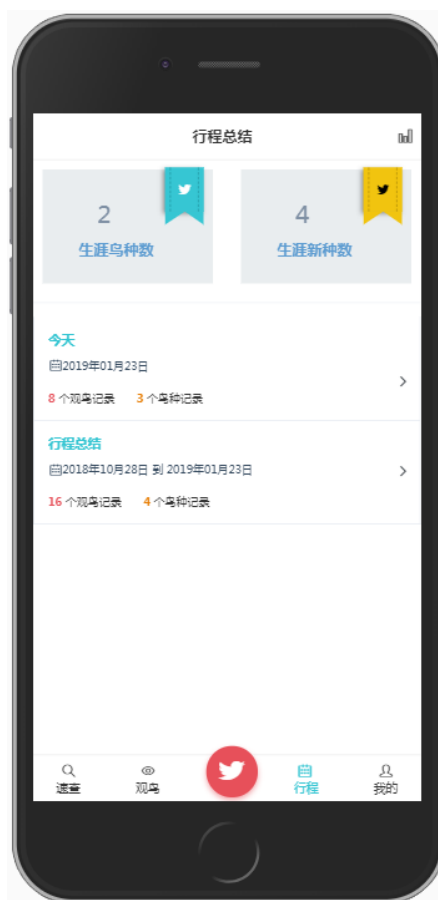 行程总结
2
生涯鸟种数
4
生涯新种数
今天
2019年01月23日
8 个观鸟记录 3 个鸟种记录
行程总结
2018年10月28日 到 2019年01月23日
16 个观鸟记录 4 个鸟种记录
速查
观鸟
行程
我的